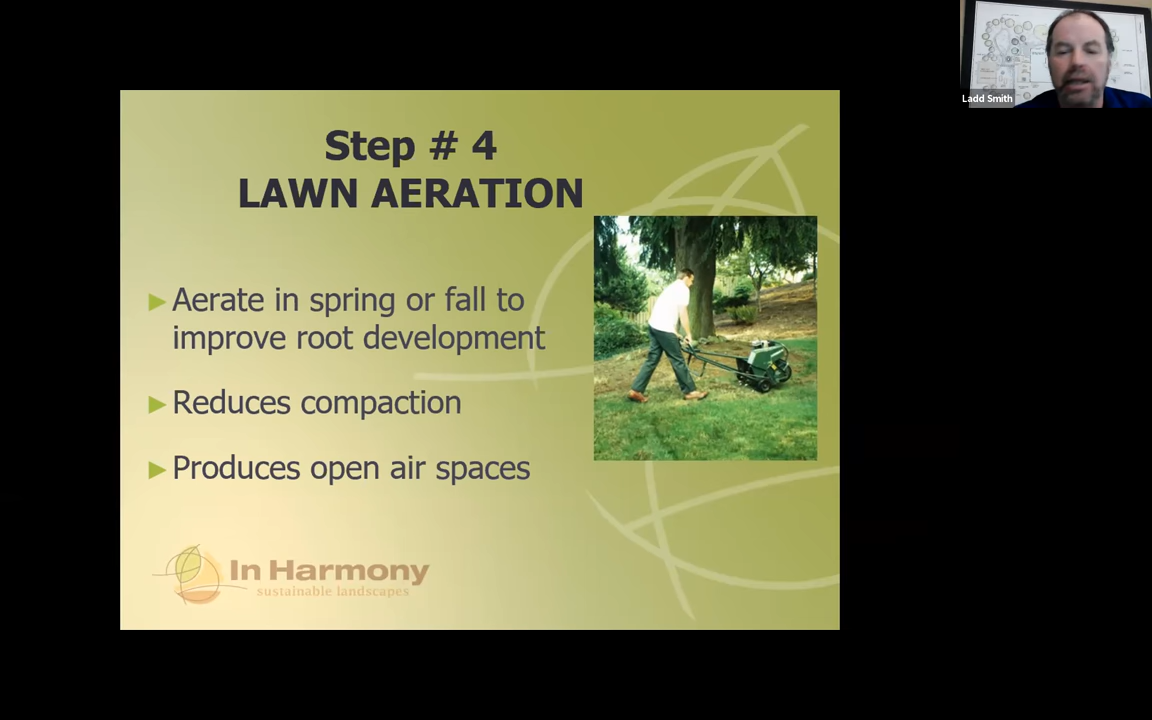 Step # 4
LAWN AERATION
Aerate in spring or fall to
improve root development
Reduces compaction
Produces open air spaces
In Harmony
sustainable landscapes
Ladd Smith